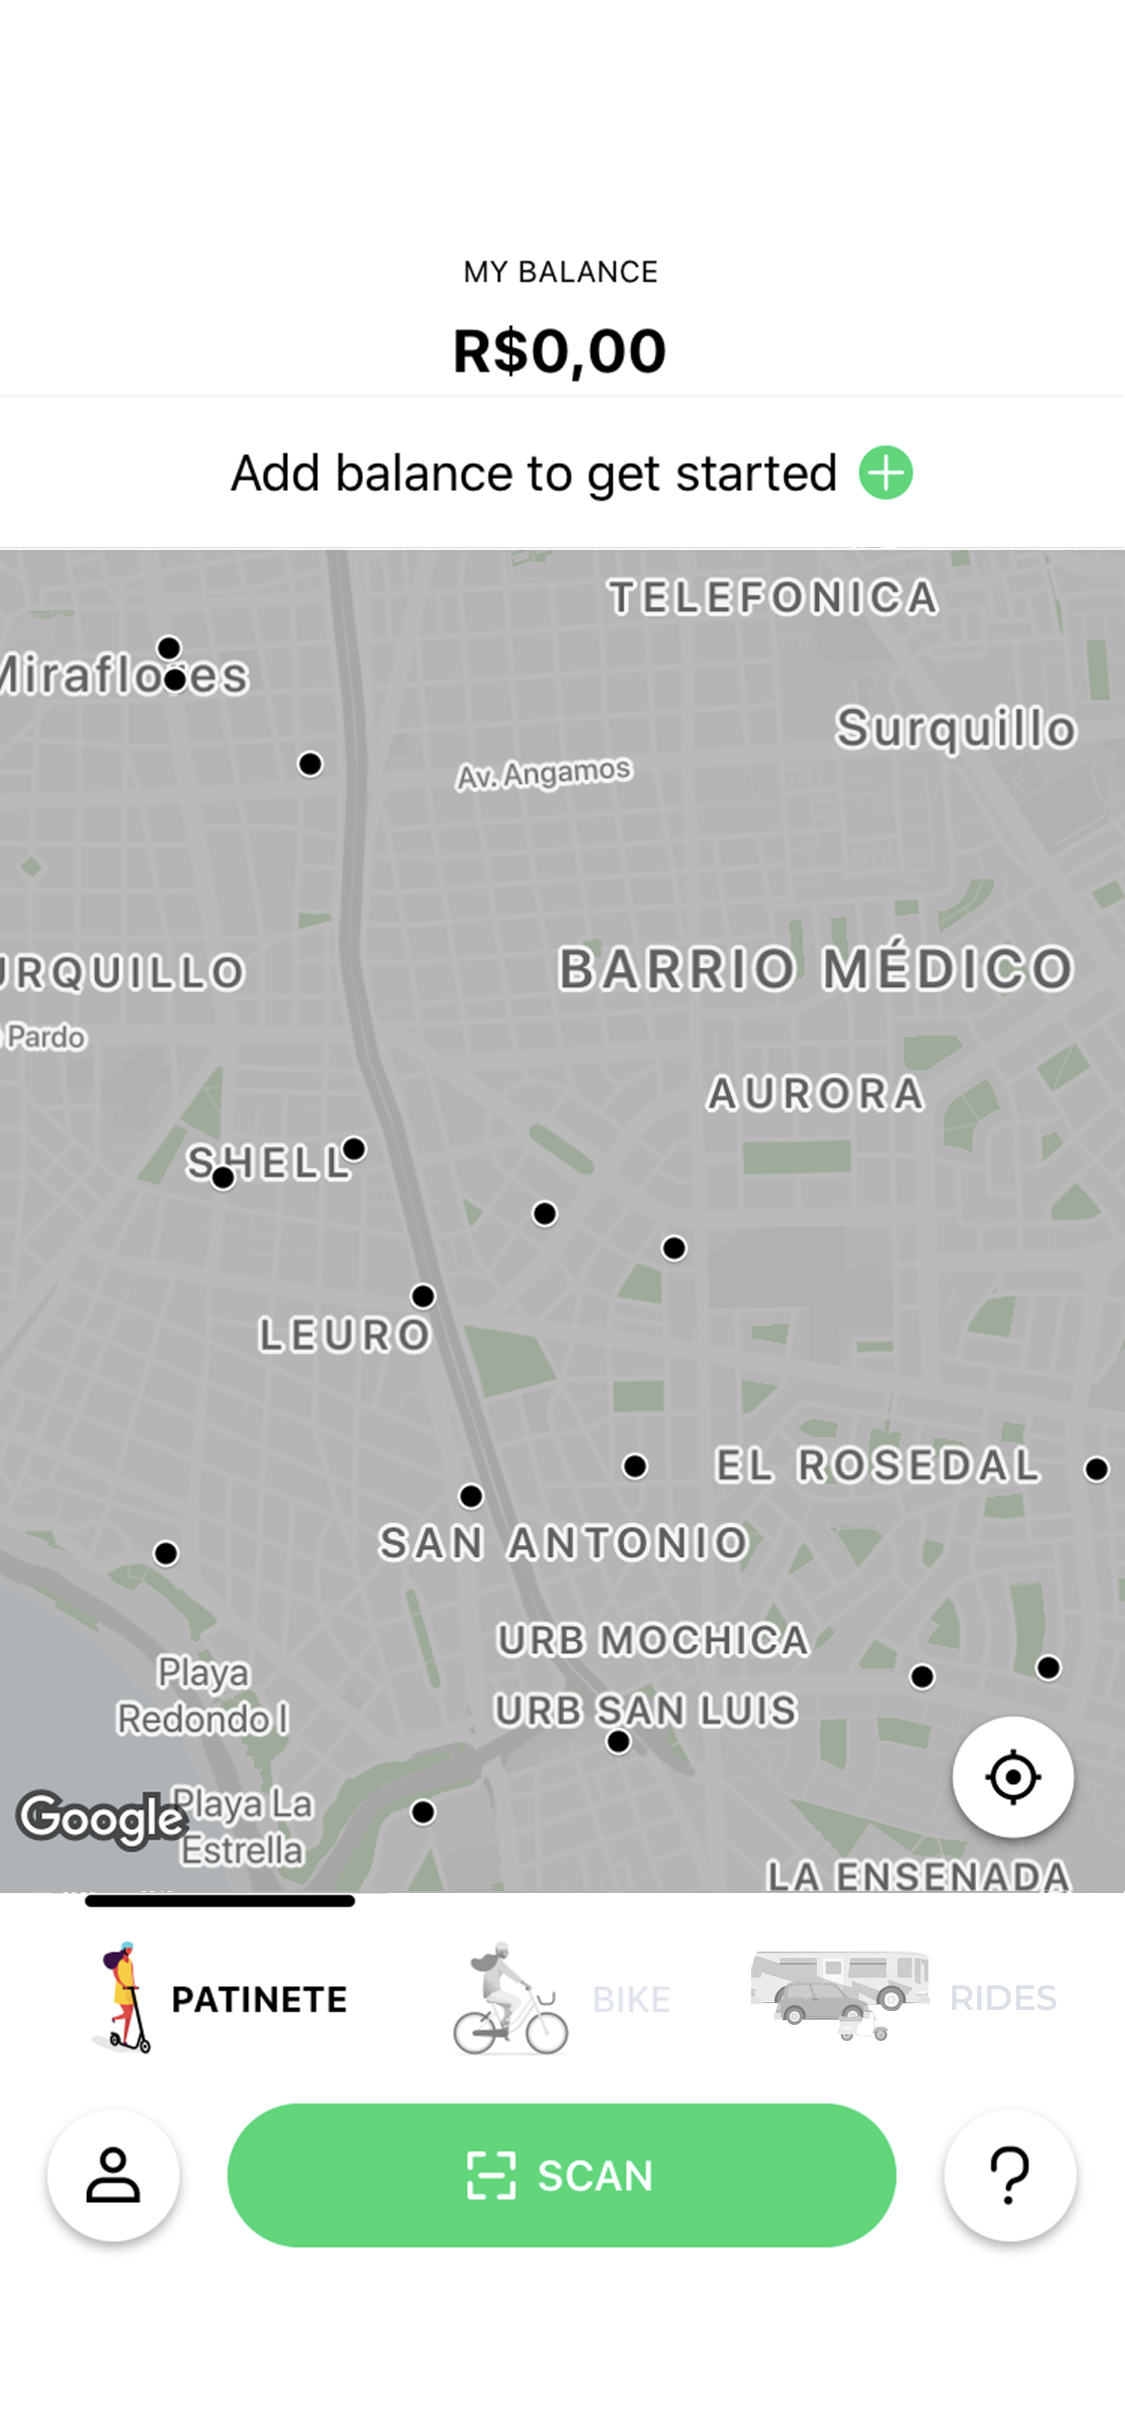 MY BALANCE
R$0,00
Add balance to get started
TELEFONICA
Miraflores
Surquillo
Av. Angamos
URQUILLO
Pardo
BARRIO MÉDICO
AURORA
SHELL
LEURO
EL ROSEDAL
SAN ANTONIO
URB MOCHICA
Playa
Redondo I
URB SAN LUIS
Google
Playa La
Estrella
LA ENSENADA
PATINETE
BIKE
RIDES
SCAN
?